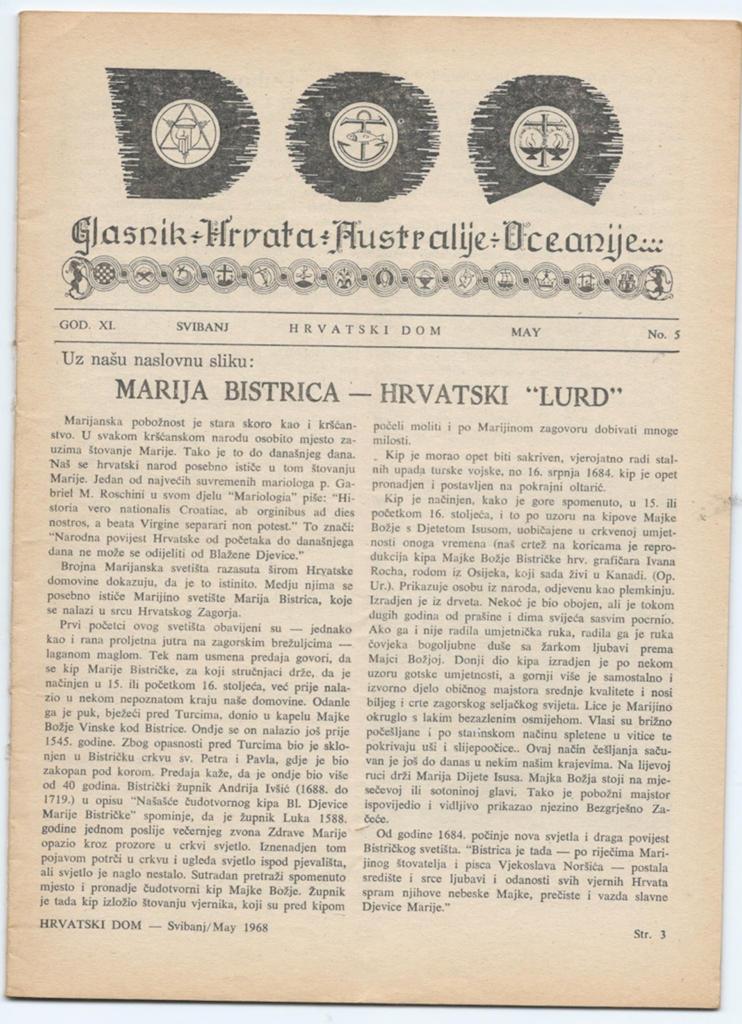 DOM
Glasnik Hrvata Australije Oceanije...
GOD. XI. SVIBANJ HRVATSKI DOM MAY No. 5
Uz našu naslovnu sliku:
MARIJA BISTRICA — HRVATSKI “LURD”
Marijanska pobožnost je stara skoro kao i kršćan-
stvo. U svakom kršćanskom narodu osobito mjesto za-
uzima štovanje Marije. Tako je to do današnjeg dana.
Naš se hrvatski narod posebno ističe u tom štovanju
Marije. Jedan od najvećih suvremenih mariologa p. Ga-
briel M. Roschini u svom djelu “Mariologia” piše: “Hi-
storia vero nationalis Croatiae, ab orginibus ad dies
nostros, a beata Virgine separari non potest.” To znači:
“Narodna povijest Hrvatske od početaka do današnjega
dana ne može se odijeliti od Blažene Djevice.”
Brojna Marijanska svetišta razasuta širom Hrvatske
domovine dokazuju, da je to istinito. Medju njima se
posebno ističe Marijino svetište Marija Bistrica, koje
se nalazi u srcu Hrvatskog Zagorja.
Prvi počeci ovog svetišta obavijeni su — jednako
kao i rana proljetna jutra na zagorskim brežuljcima —
laganom maglom. Tek nam usmena predaja govori, da
se kip Marije Bistričke, za koji stručnjaci drže, da je
načinjen u 15. ili početkom 16. stoljeća, već prije nala-
zio u nekom nepoznatom kraju naše domovine. Odanle
ga je puk, bježeći pred Turcima, donio u kapelu Majke
Božje Vinske kod Bistrice. Ondje se on nalazio još prije
1545. godine. Zbog opasnosti pred Turcima bio je sklo-
njen u Bistričku crkvu sv. Petra i Pavla, gdje je bio
zakopan pod korom. Predaja kaže, da je ondje bio više
od 40 godina. Bistrički župnik Andrija Ivšić (1688. do
1719.) u opisu “Našašće čudotvornog kipa Bl. Djevice
Marije Bistričke” spominje, da je župnik Luka 1588.
godine jednom poslije večernjeg zvona Zdrave Marije
opazio kroz prozore u crkvi svjetlo. Iznenadjen tom
pojavom potrči u crkvu i ugleda svjetlo ispod pjevališta,
ali svjetlo je naglo nestalo. Sutradan pretraži spomenuto
mjesto i pronadje čudotvorni kip Majke Božje. Župnik
je tada kip izložio štovanju vjernika, koji su pred kipom
počeli moliti i po Marijinom zagovoru dobivati mnoge
milosti.
Kip je morao opet biti sakriven, vjerojatno radi stal-
nih upada turske vojske, no 16. srpnja 1684. kip je opet
pronadjen i postavljen na pokrajni oltarić.
Kip je načinjen, kako je gore spomenuto, u 15. ili
početkom 16. stoljeća, i to po uzoru na kipove Majke
Božje s Djetetom Isusom, uobičajene u crkvenoj umjet-
nosti onoga vremena (naš crtež na koricama je repro-
dukcija kipa Majke Božje Bistričke hrv. grafičara Ivana
Rocha, rodom iz Osijeka, koji sada živi u Kanadi. (Op.
Ur.). Prikazuje osobu iz naroda, odjevenu kao plemkinju.
Izradjen je iz drveta. Nekoć je bio obojen, ali je tokom
dugih godina od prašine i dima svijeća sasvim pocrnio.
Ako ga i nije radila umjetnička ruka, radila ga je ruka
čovjeka bogoljubne duše sa žarkom ljubavi prema
Majci Božjoj. Donji dio kipa izradjen je po nekom
uzoru gotske umjetnosti, a gornji više je samostalno i
izvorno djelo običnog majstora srednje kvalitete i nosi
biljeg i crte zagorskog seljačkog svijeta. Lice je Marijino
okruglo s lakim bezazlenim osmijehom. Vlasi su brižno
počešljane i po starinskom načinu spletene u vitice te
pokrivaju uši i slijepoočice.. Ovaj način češljanja saču-
van je još do danas u nekim našim krajevima. Na lijevoj
ruci drži Marija Dijete Isusa. Majka Božja stoji na mje-
sečevoj ili sotoninoj glavi. Tako je pobožni majstor
ispovjedio i vidljivo prikazao njezino Bezgrješno Za-
čeće.
Od godine 1684. počinje nova svjetla i draga povijest
Bistričkog svetišta. “Bistrica je tada — po riječima Mari-
jinog štovatelja i pisca Vjekoslava Noršića — postala
središte i srce ljubavi i odanosti svih vjernih Hrvata
spram njihove nebeske Majke, prečiste i vazda slavne
Djevice Marije.”
HRVATSKI DOM — Svibanj/May 1968 Str. 3